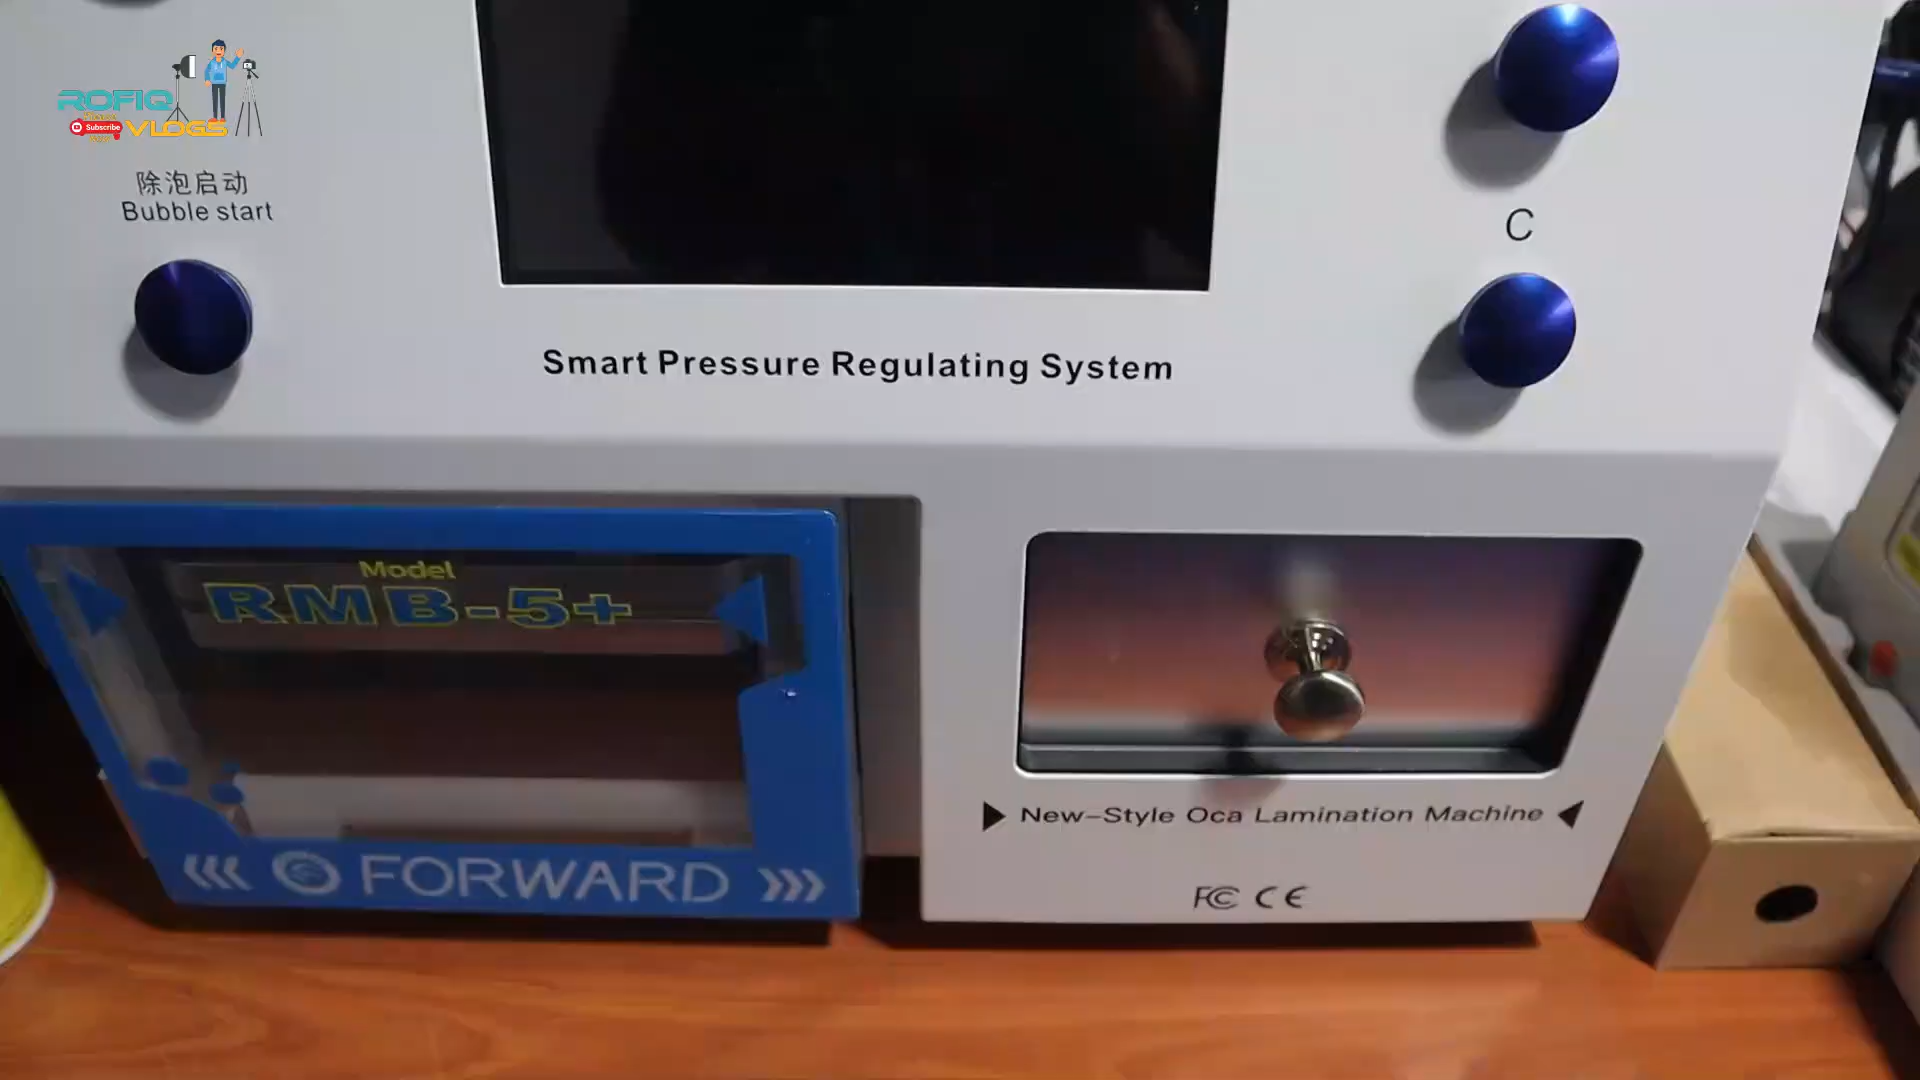 ROFIQ
Subscribe
VLOGS
除泡启动
Bubble start
C
Smart Pressure Regulating System
Model
RMB-5+
FORWARD
New-Style Oca Lamination Machine
FC CE